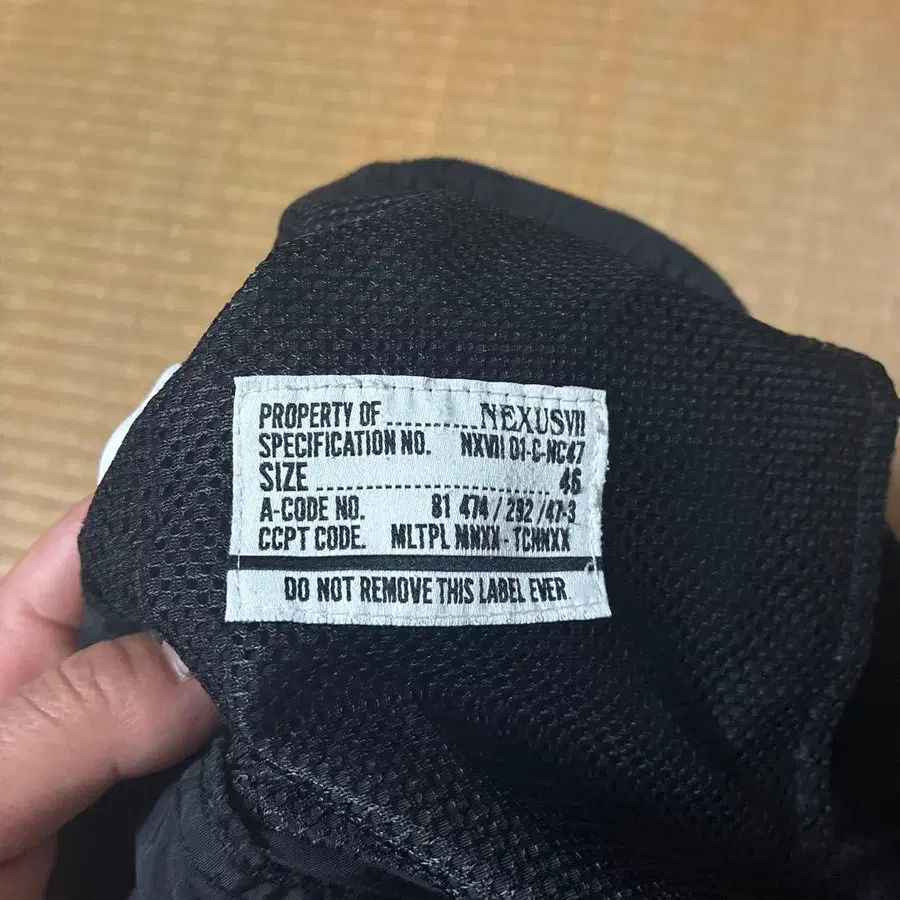 PROPERTY OF NEXUSVII
SPECIFICATION NO. NXVII 01-C-NC47
SIZE 46
A-CODE NO. 81 474 / 292 / 47-3
CCPT CODE. MLTPL NNXX - TCNNXX
DO NOT REMOVE THIS LABEL EVER